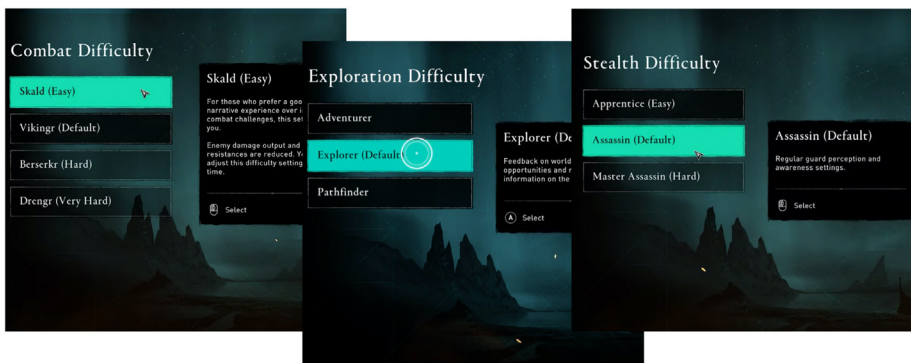 Combat Difficulty
Skald (Easy)
Vikingr (Default)
Berserkr (Hard)
Drengr (Very Hard)
Skald (Easy)
For those who prefer a goo
narrative experience over i
combat challenges, this set
you.
Enemy damage output and
resistances are reduced. Y
adjust this difficulty setting
time.
Select
Exploration Difficulty
Adventurer
Explorer (Default)
Pathfinder
Explorer (De
Feedback on world
opportunities and r
information on the
A Select
Stealth Difficulty
Apprentice (Easy)
Assassin (Default)
Master Assassin (Hard)
Assassin (Default)
Regular guard perception and
awareness settings.
Select